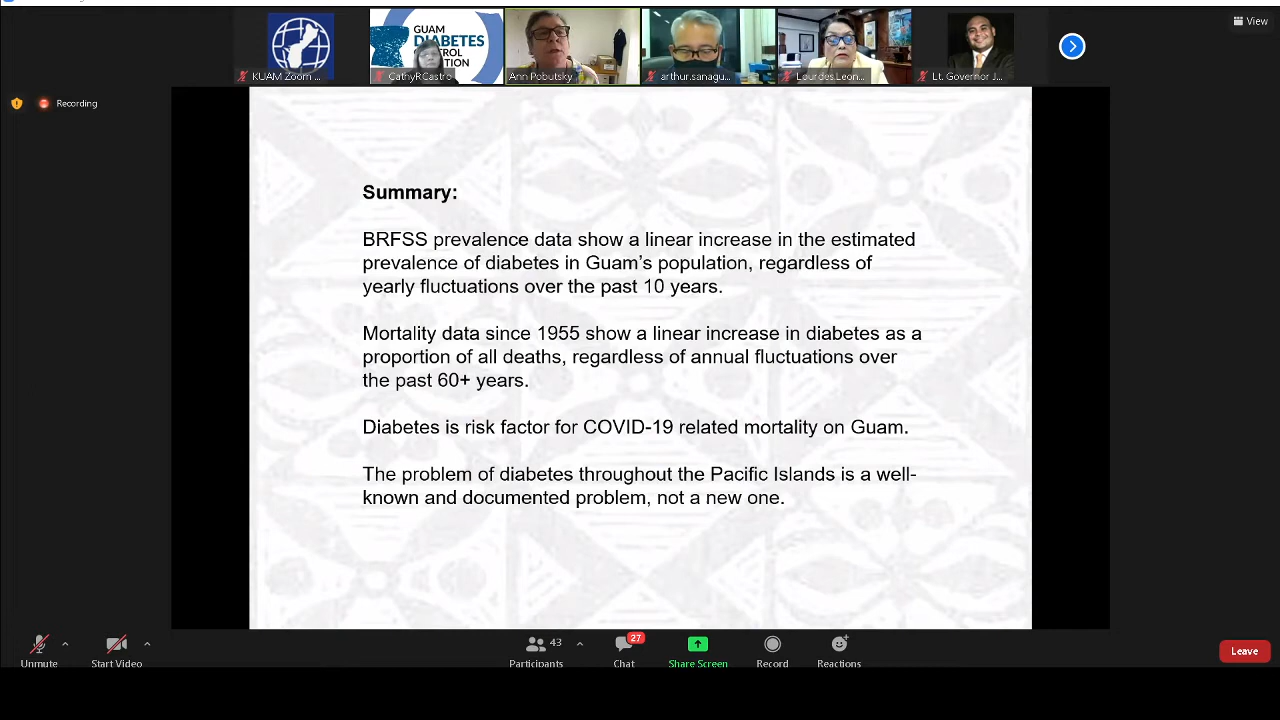 View
GUAM
DIABETES
KUAM Zoom ...
CathyRCastro
Ann Pobutsky
arthur.sanagu...
Lourdes.Leon...
Lt. Governor J...
Recording
Summary:
BRFSS prevalence data show a linear increase in the estimated
prevalence of diabetes in Guam's population, regardless of
yearly fluctuations over the past 10 years.
Mortality data since 1955 show a linear increase in diabetes as a
proportion of all deaths, regardless of annual fluctuations over
the past 60+ years.
Diabetes is risk factor for COVID-19 related mortality on Guam.
The problem of diabetes throughout the Pacific Islands is a well-
known and documented problem, not a new one.
43
27
Unmute
Start Video
Participants
Chat
Share Screen
Record
Reactions
Leave